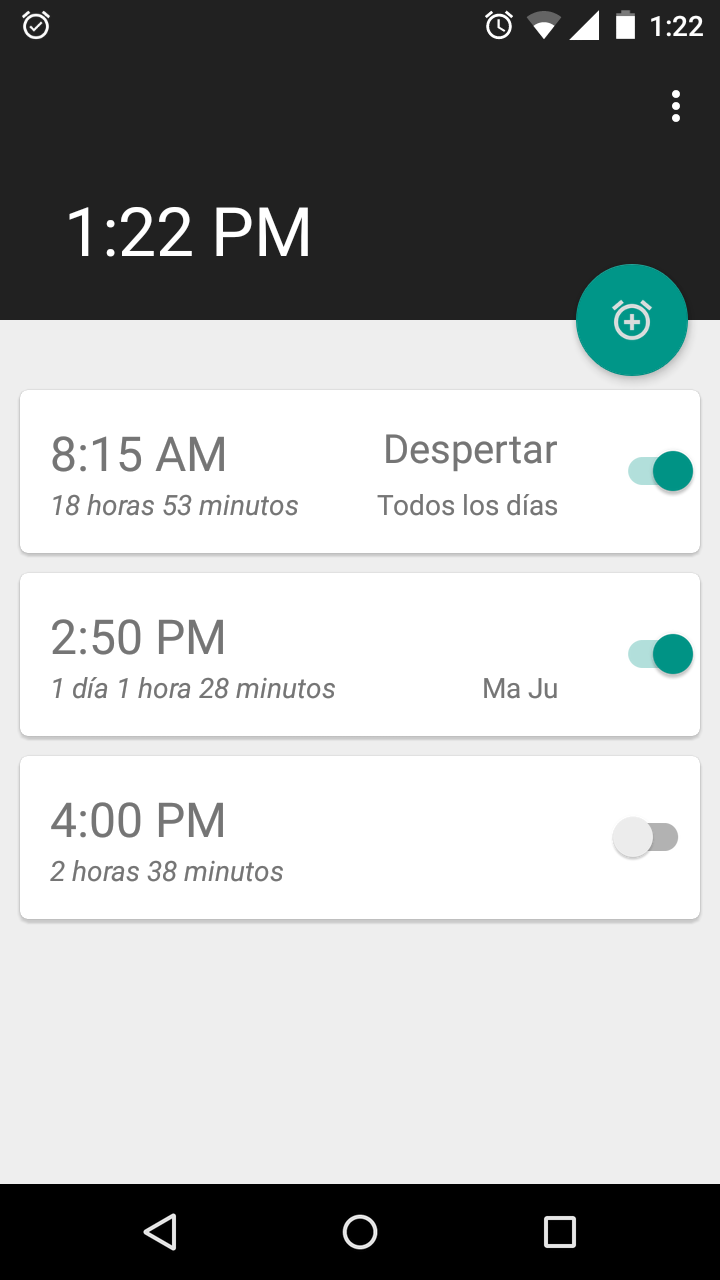 1:22
1:22 PM
8:15 AM
Despertar
18 horas 53 minutos
Todos los días
2:50 PM
1 día 1 hora 28 minutos
Ma Ju
4:00 PM
2 horas 38 minutos